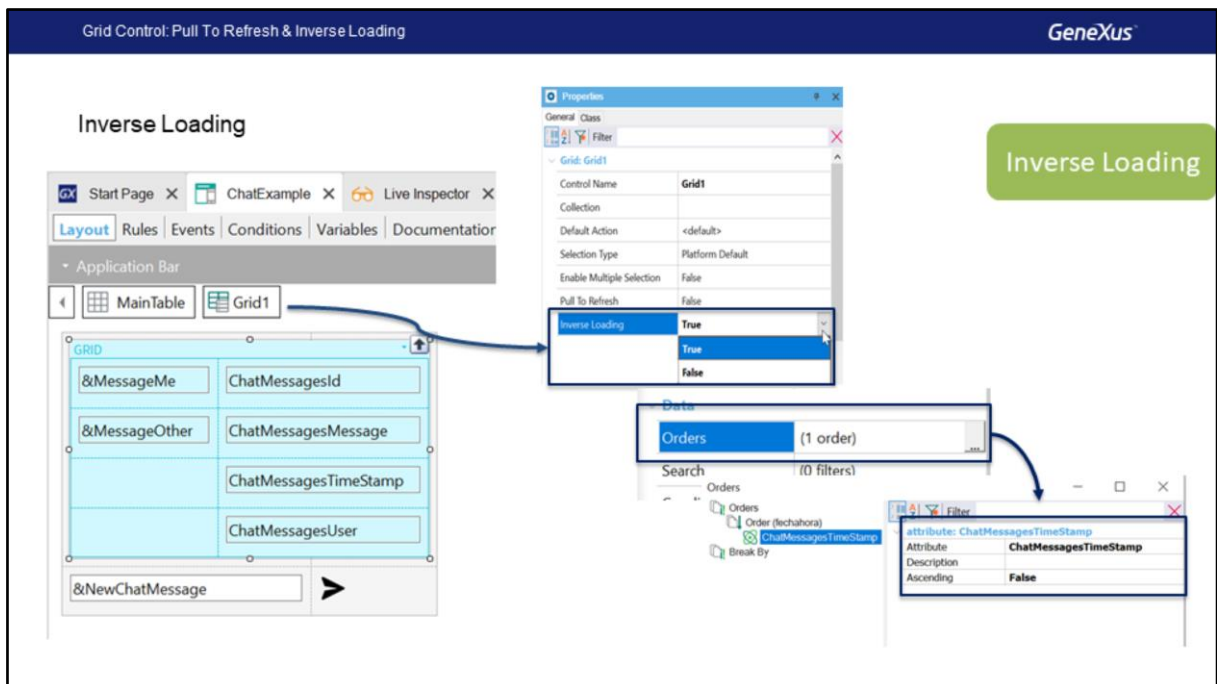 Grid Control: Pull To Refresh & Inverse Loading
GeneXus™
Inverse Loading
Inverse Loading
GX Start Page X ChatExample X Live Inspector X
Layout Rules Events Conditions Variables Documentation
Application Bar
MainTable Grid1
GRID
&MessageMe ChatMessagesId
&MessageOther ChatMessagesMessage
ChatMessagesTimeStamp
ChatMessagesUser
&NewChatMessage
Properties
General Class
Filter
Grid: Grid1
Control Name Grid1
Collection
Default Action <default>
Selection Type Platform Default
Enable Multiple Selection False
Pull To Refresh False
Inverse Loading True
True
False
Data
Orders (1 order) ...
Search (0 filters)
Orders
Orders
Order (fechahora)
ChatMessagesTimeStamp
Break By
Filter
attribute: ChatMessagesTimeStamp
Attribute ChatMessagesTimeStamp
Description
Ascending False